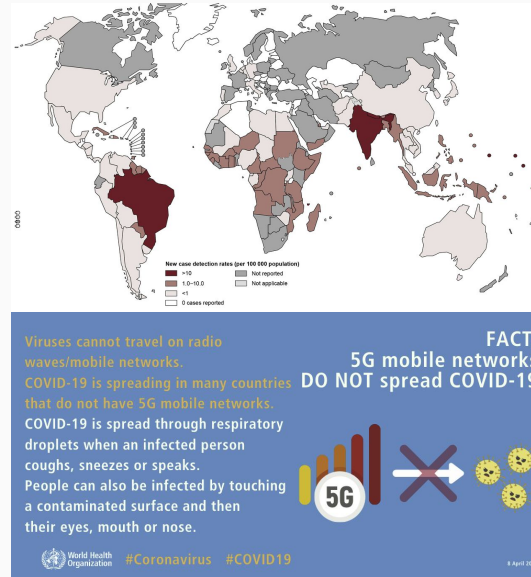 New case detection rates (per 100 000 population)
>10
1.0–10.0
<1
0 cases reported
Not reported
Not applicable
Viruses cannot travel on radio
waves/mobile networks.
COVID-19 is spreading in many countries
that do not have 5G mobile networks.
COVID-19 is spread through respiratory
droplets when an infected person
coughs, sneezes or speaks.
People can also be infected by touching
a contaminated surface and then
their eyes, mouth or nose.
FACT
5G mobile network
DO NOT spread COVID-19
5G
World Health
Organization
#Coronavirus #COVID19
8 April